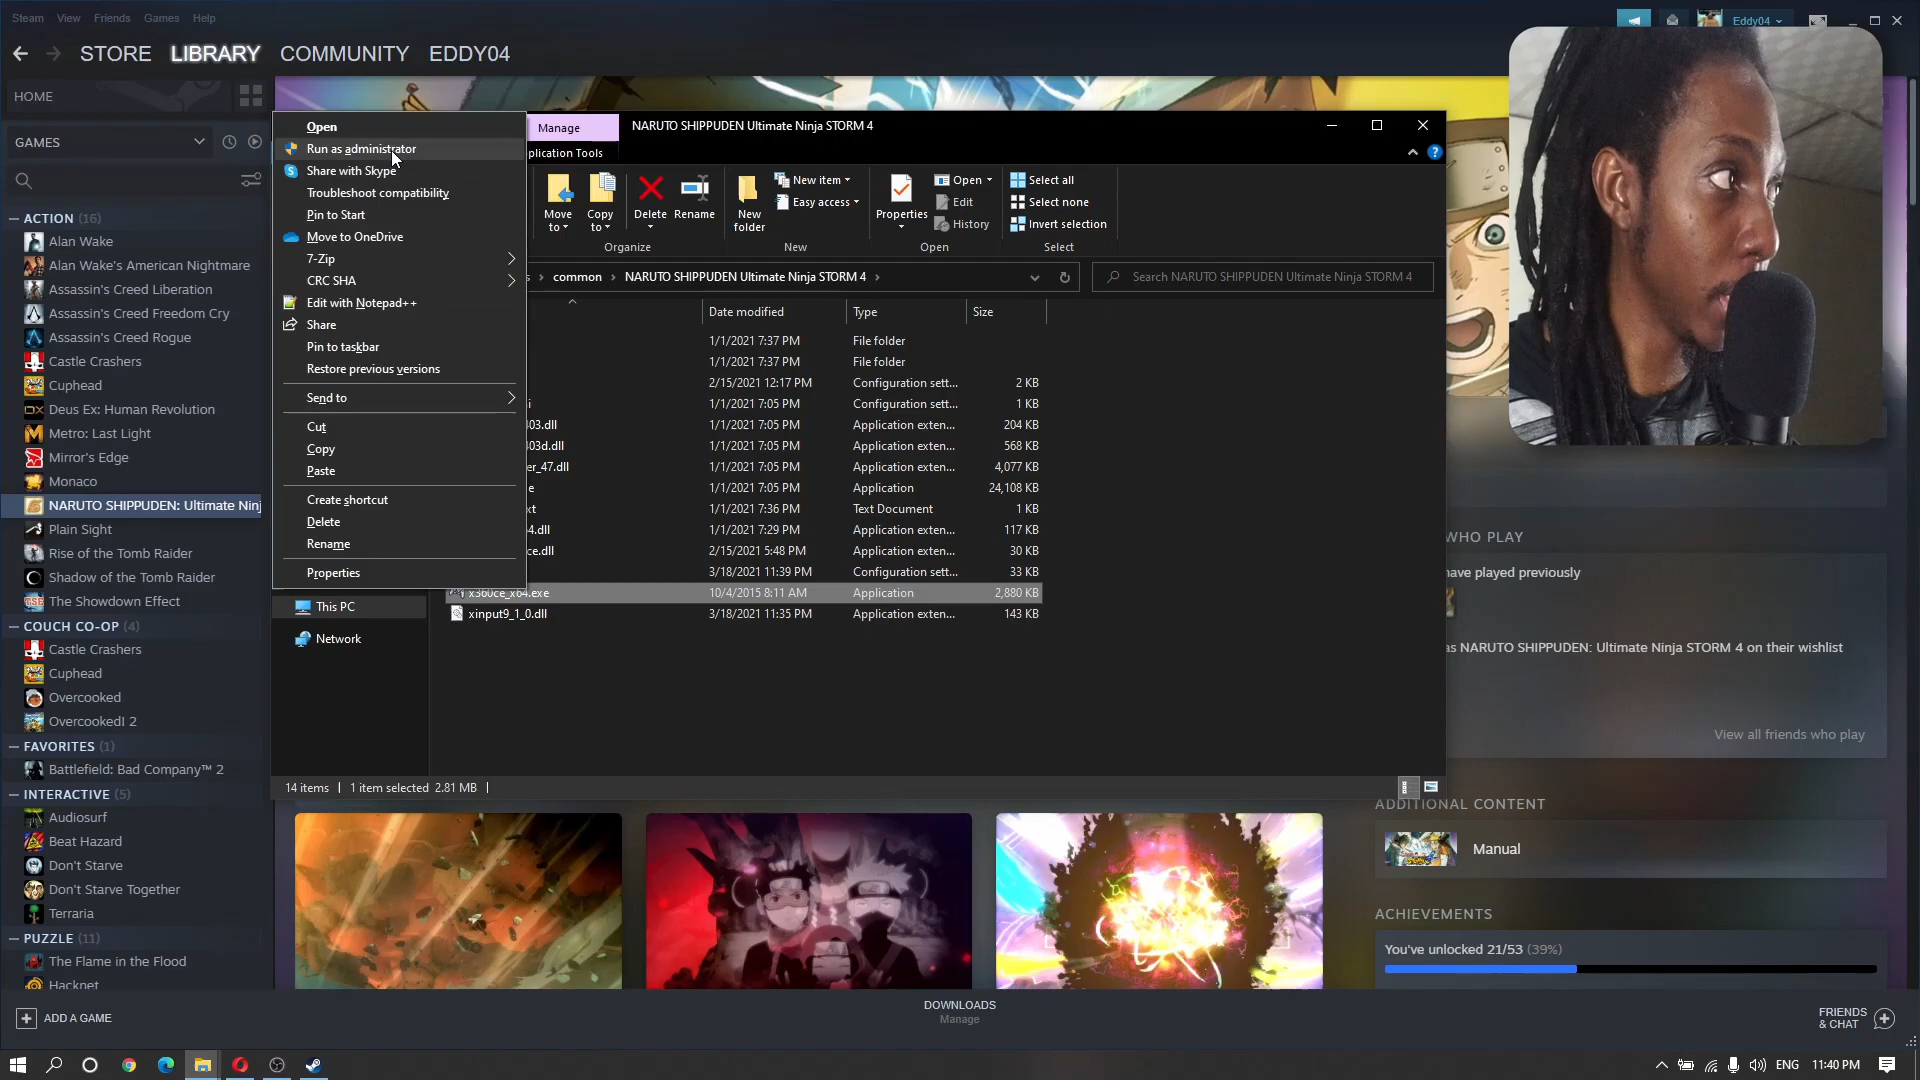 Steam View Friends Games Help
Eddy04
STORE LIBRARY COMMUNITY EDDY04
HOME
GAMES
ACTION (16)
Alan Wake
Alan Wake's American Nightmare
Assassin's Creed Liberation
Assassin's Creed Freedom Cry
Assassin's Creed Rogue
Castle Crashers
Cuphead
Deus Ex: Human Revolution
Metro: Last Light
Mirror's Edge
Monaco
NARUTO SHIPPUDEN: Ultimate Ninj
Plain Sight
Rise of the Tomb Raider
Shadow of the Tomb Raider
The Showdown Effect
COUCH CO-OP (4)
Castle Crashers
Cuphead
Overcooked
Overcooked! 2
FAVORITES (1)
Battlefield: Bad Company™ 2
INTERACTIVE (5)
Audiosurf
Beat Hazard
Don't Starve
Don't Starve Together
Terraria
PUZZLE (11)
The Flame in the Flood
Hacknet
ADD A GAME
Open
Run as administrator
Share with Skype
Troubleshoot compatibility
Pin to Start
Move to OneDrive
7-Zip
CRC SHA
Edit with Notepad++
Share
Pin to taskbar
Restore previous versions
Send to
Cut
Copy
Paste
Create shortcut
Delete
Rename
Properties
This PC
Network
Manage
NARUTO SHIPPUDEN Ultimate Ninja STORM 4
plication Tools
Move to
Copy to
Delete
Rename
Organize
New folder
New item
Easy access
New
Properties
Open
Edit
History
Open
Select all
Select none
Invert selection
Select
s › common › NARUTO SHIPPUDEN Ultimate Ninja STORM 4 ›
Search NARUTO SHIPPUDEN Ultimate Ninja STORM 4
Date modified Type Size
1/1/2021 7:37 PM File folder
1/1/2021 7:37 PM File folder
2/15/2021 12:17 PM Configuration sett... 2 KB
i 1/1/2021 7:05 PM Configuration sett... 1 KB
403.dll 1/1/2021 7:05 PM Application exten... 204 KB
403d.dll 1/1/2021 7:05 PM Application exten... 568 KB
er_47.dll 1/1/2021 7:05 PM Application exten... 4,077 KB
e 1/1/2021 7:05 PM Application 24,108 KB
xt 1/1/2021 7:36 PM Text Document 1 KB
4.dll 1/1/2021 7:29 PM Application exten... 117 KB
ce.dll 2/15/2021 5:48 PM Application exten... 30 KB
3/18/2021 11:39 PM Configuration sett... 33 KB
x360ce_x64.exe 10/4/2015 8:11 AM Application 2,880 KB
xinput9_1_0.dll 3/18/2021 11:35 PM Application exten... 143 KB
14 items 1 item selected 2.81 MB
WHO PLAY
have played previously
as NARUTO SHIPPUDEN: Ultimate Ninja STORM 4 on their wishlist
View all friends who play
ADDITIONAL CONTENT
Manual
ACHIEVEMENTS
You've unlocked 21/53 (39%)
DOWNLOADS
Manage
FRIENDS
& CHAT
ENG 11:40 PM